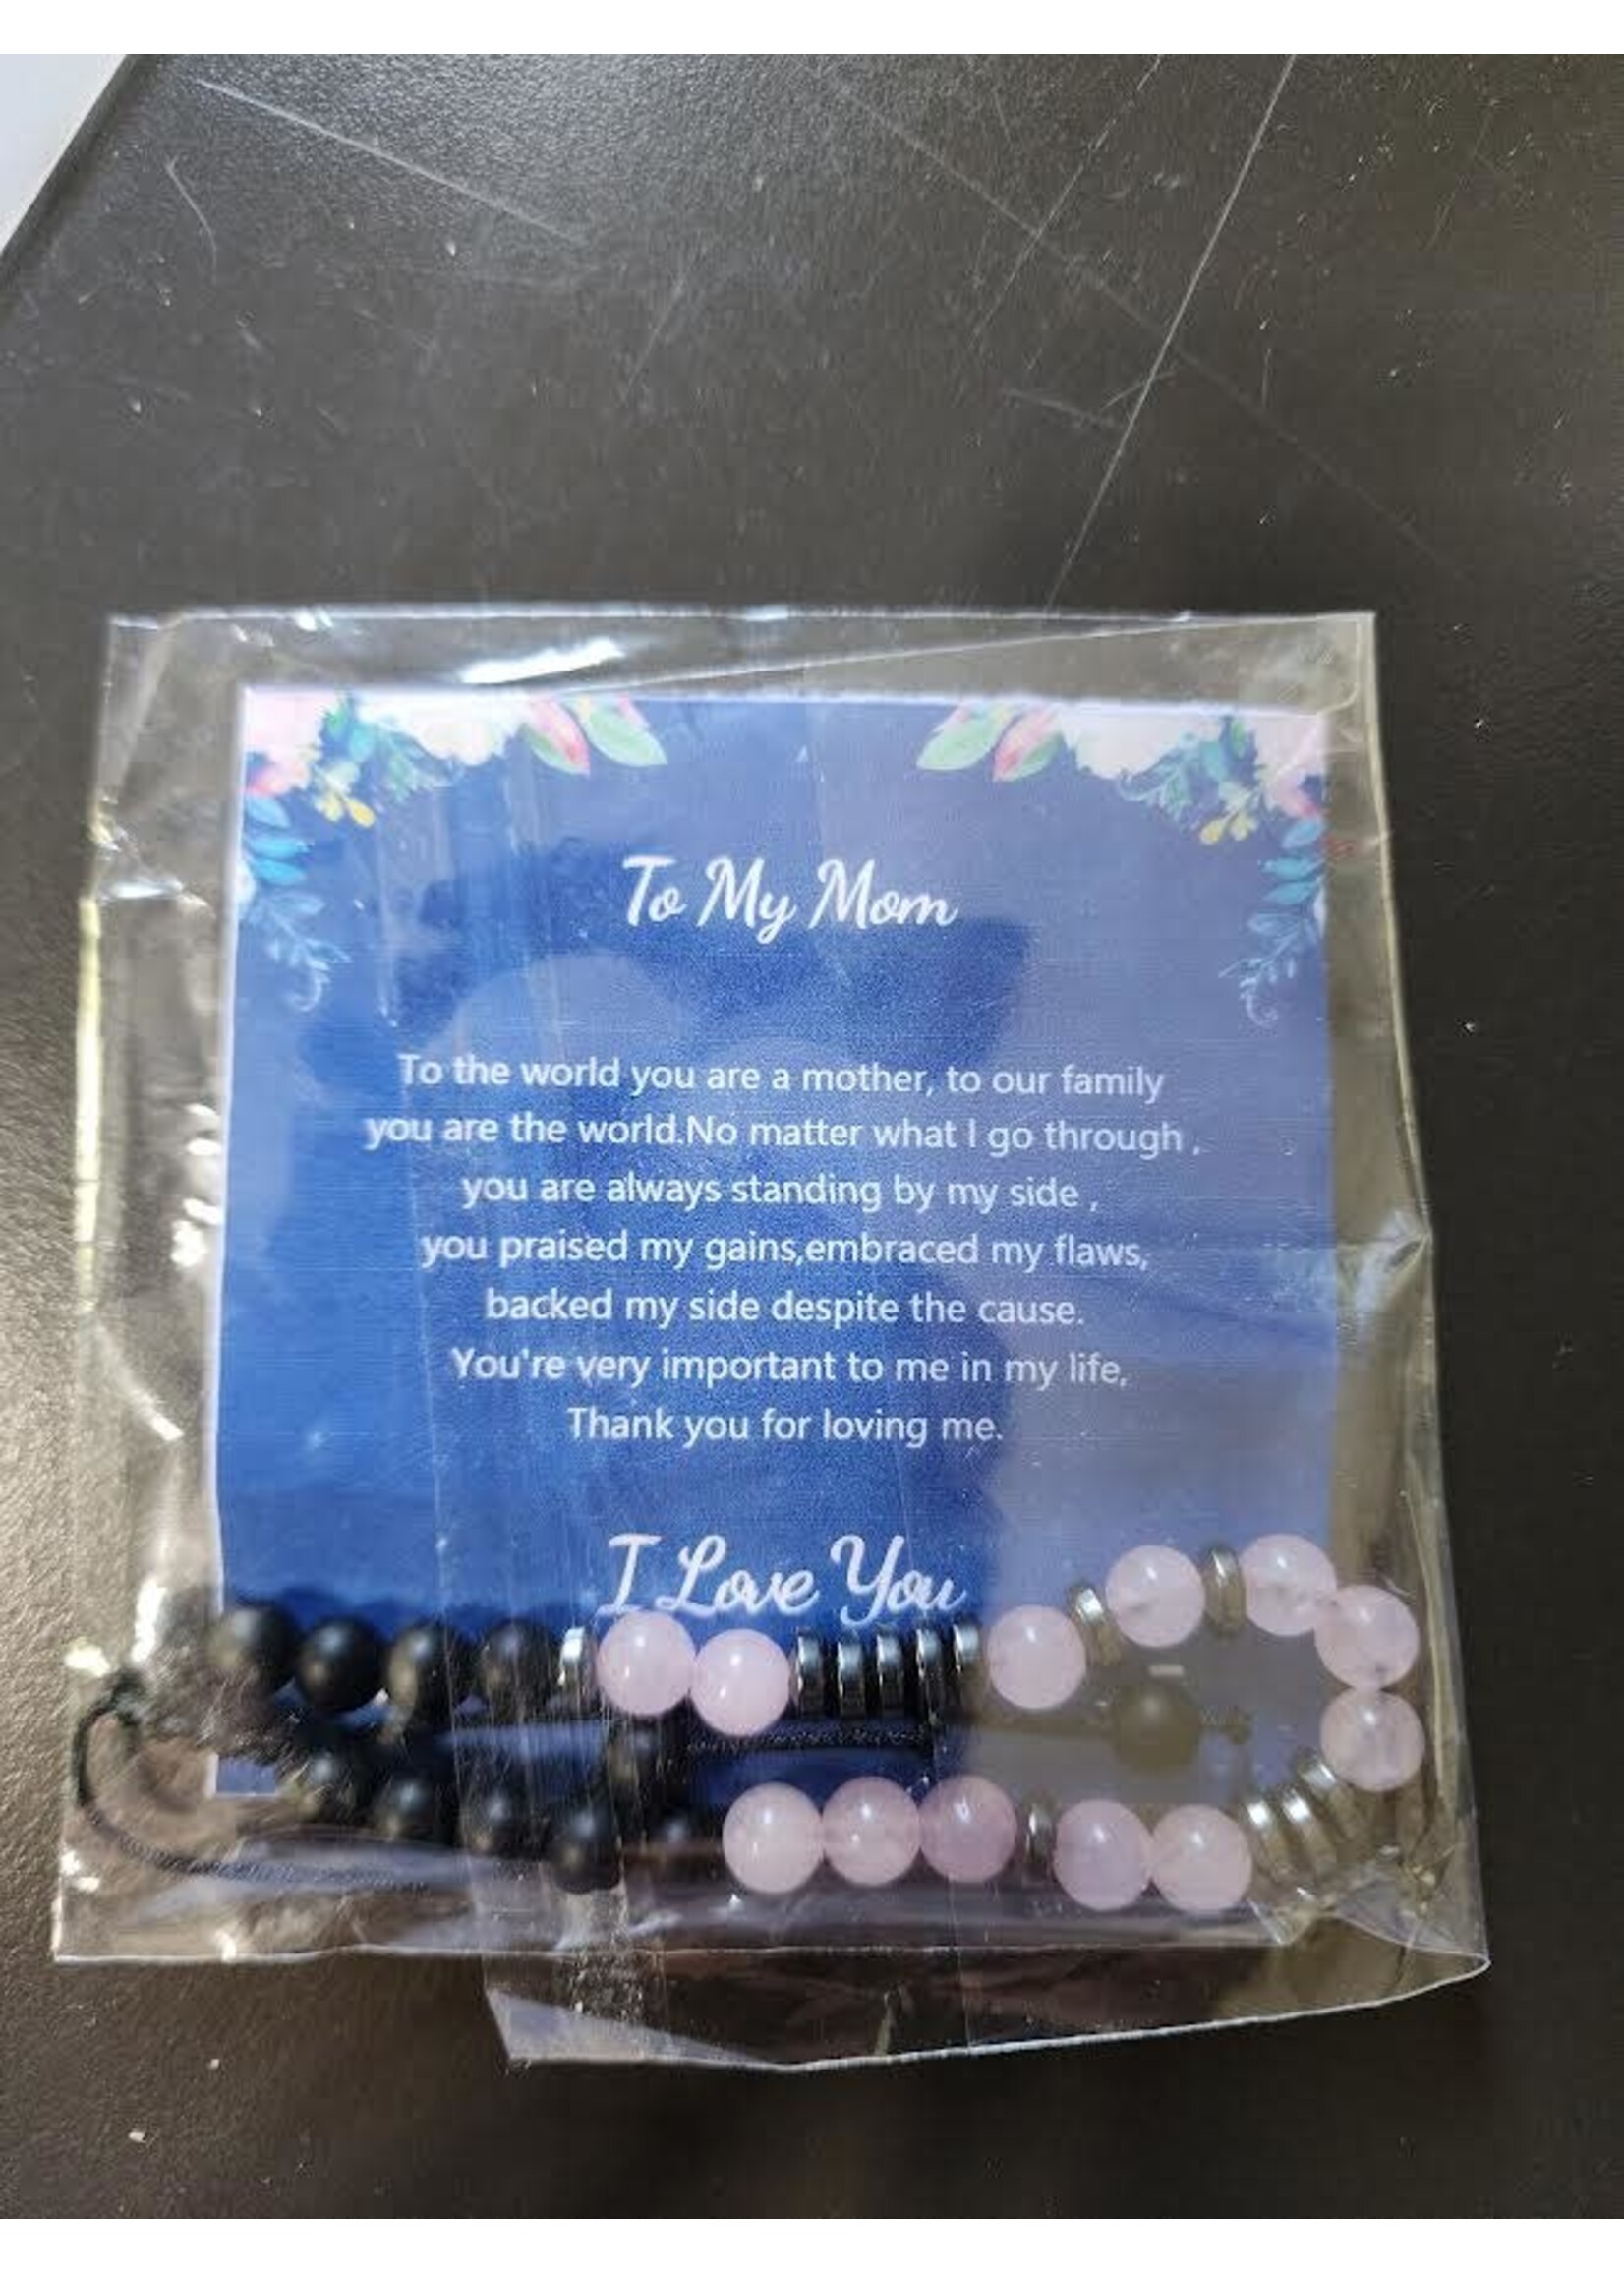 To My Mom
To the world you are a mother, to our family
you are the world.No matter what I go through ,
you are always standing by my side ,
you praised my gains,embraced my flaws,
backed my side despite the cause.
You're very important to me in my life,
Thank you for loving me.
I Love You